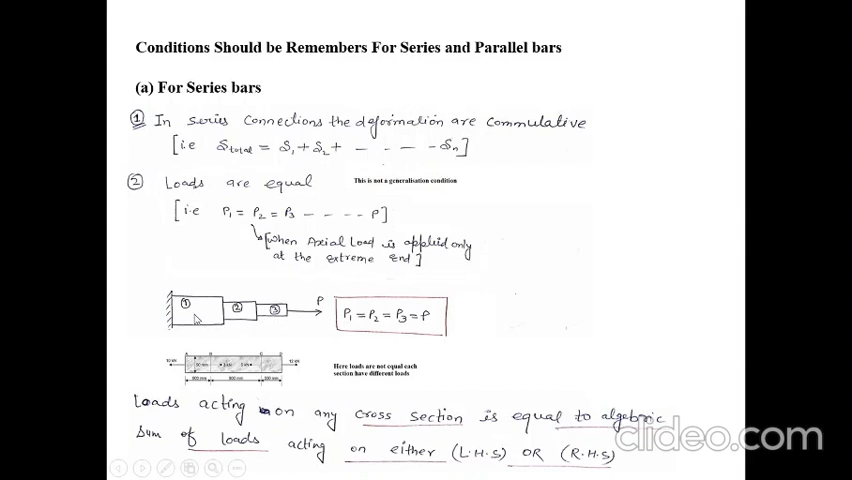 Conditions Should be Remembers For Series and Parallel bars
(a) For Series bars
① In series connections the deformation are commulative
[i.e δtotal = δ1 + δ2 + - - - - δn]
② Loads are equal
This is not a generalisation condition
[i.e P1 = P2 = P3 - - - - P]
[when Axial Load is applied only
at the extreme end]
① ② ③ P
P1 = P2 = P3 = P
Here loads are not equal each
section have different loads
Loads acting on any cross section is equal to algebric
sum of loads acting on either (L.H.S) OR (R.H.S)
clideo.com